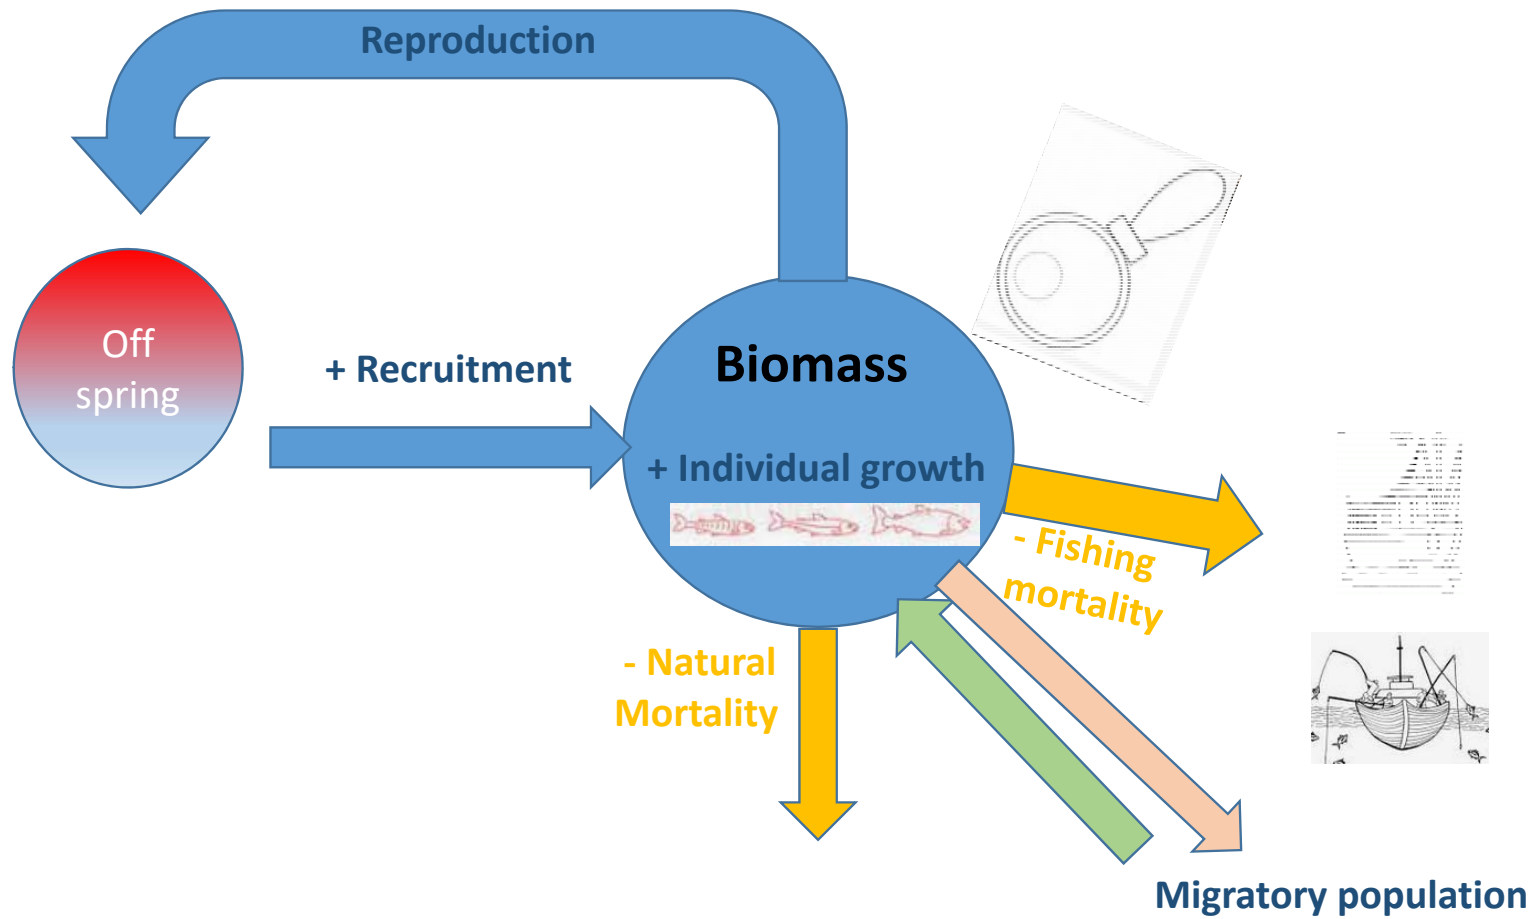 Reproduction
Off
spring
+ Recruitment
Biomass
+ Individual growth
- Fishing
mortality
- Natural
Mortality
Migratory population